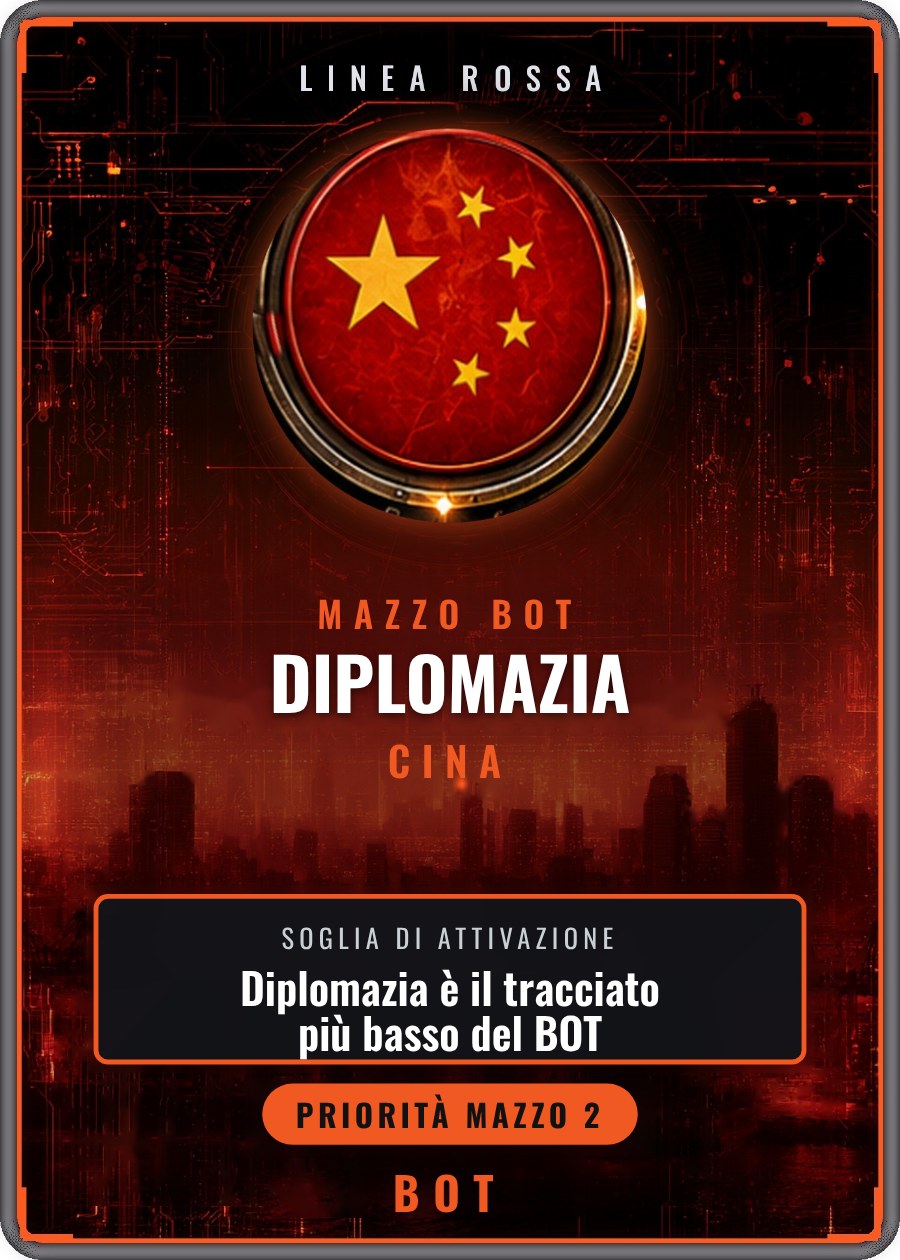 LINEA ROSSA
MAZZO BOT
DIPLOMAZIA
CINA
SOGLIA DI ATTIVAZIONE
Diplomazia è il tracciato
più basso del BOT
PRIORITÀ MAZZO 2
BOT